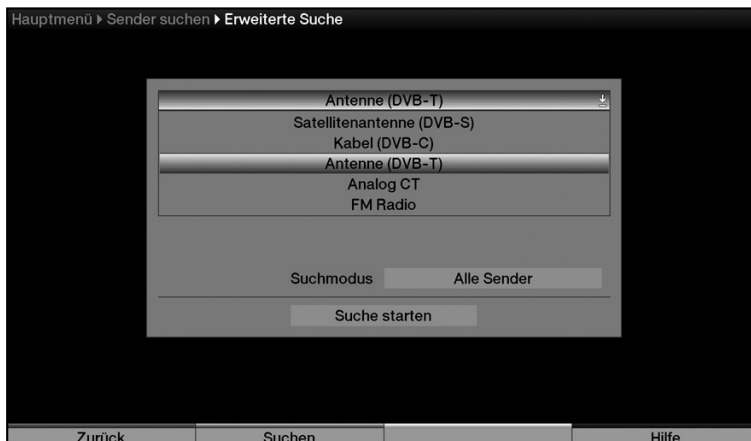 Hauptmenü ▸ Sender suchen ▸ Erweiterte Suche
Antenne (DVB-T)
Satellitenantenne (DVB-S)
Kabel (DVB-C)
Antenne (DVB-T)
Analog CT
FM Radio
Suchmodus Alle Sender
Suche starten
Zurück Suchen Hilfe